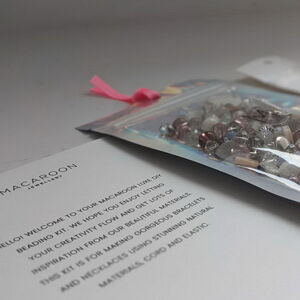 MACAROON
JEWELLERY
HELLO! WELCOME TO YOUR MACAROON LUXE DIY
BEADING KIT. WE HOPE YOU ENJOY LETTING
YOUR CREATIVITY FLOW AND GET LOTS OF
INSPIRATION FROM OUR BEAUTIFUL MATERIALS.
THIS KIT IS FOR MAKING GORGEOUS BRACELETS
AND NECKLACES USING STUNNING NATURAL
MATERIALS, CORD AND ELASTIC.